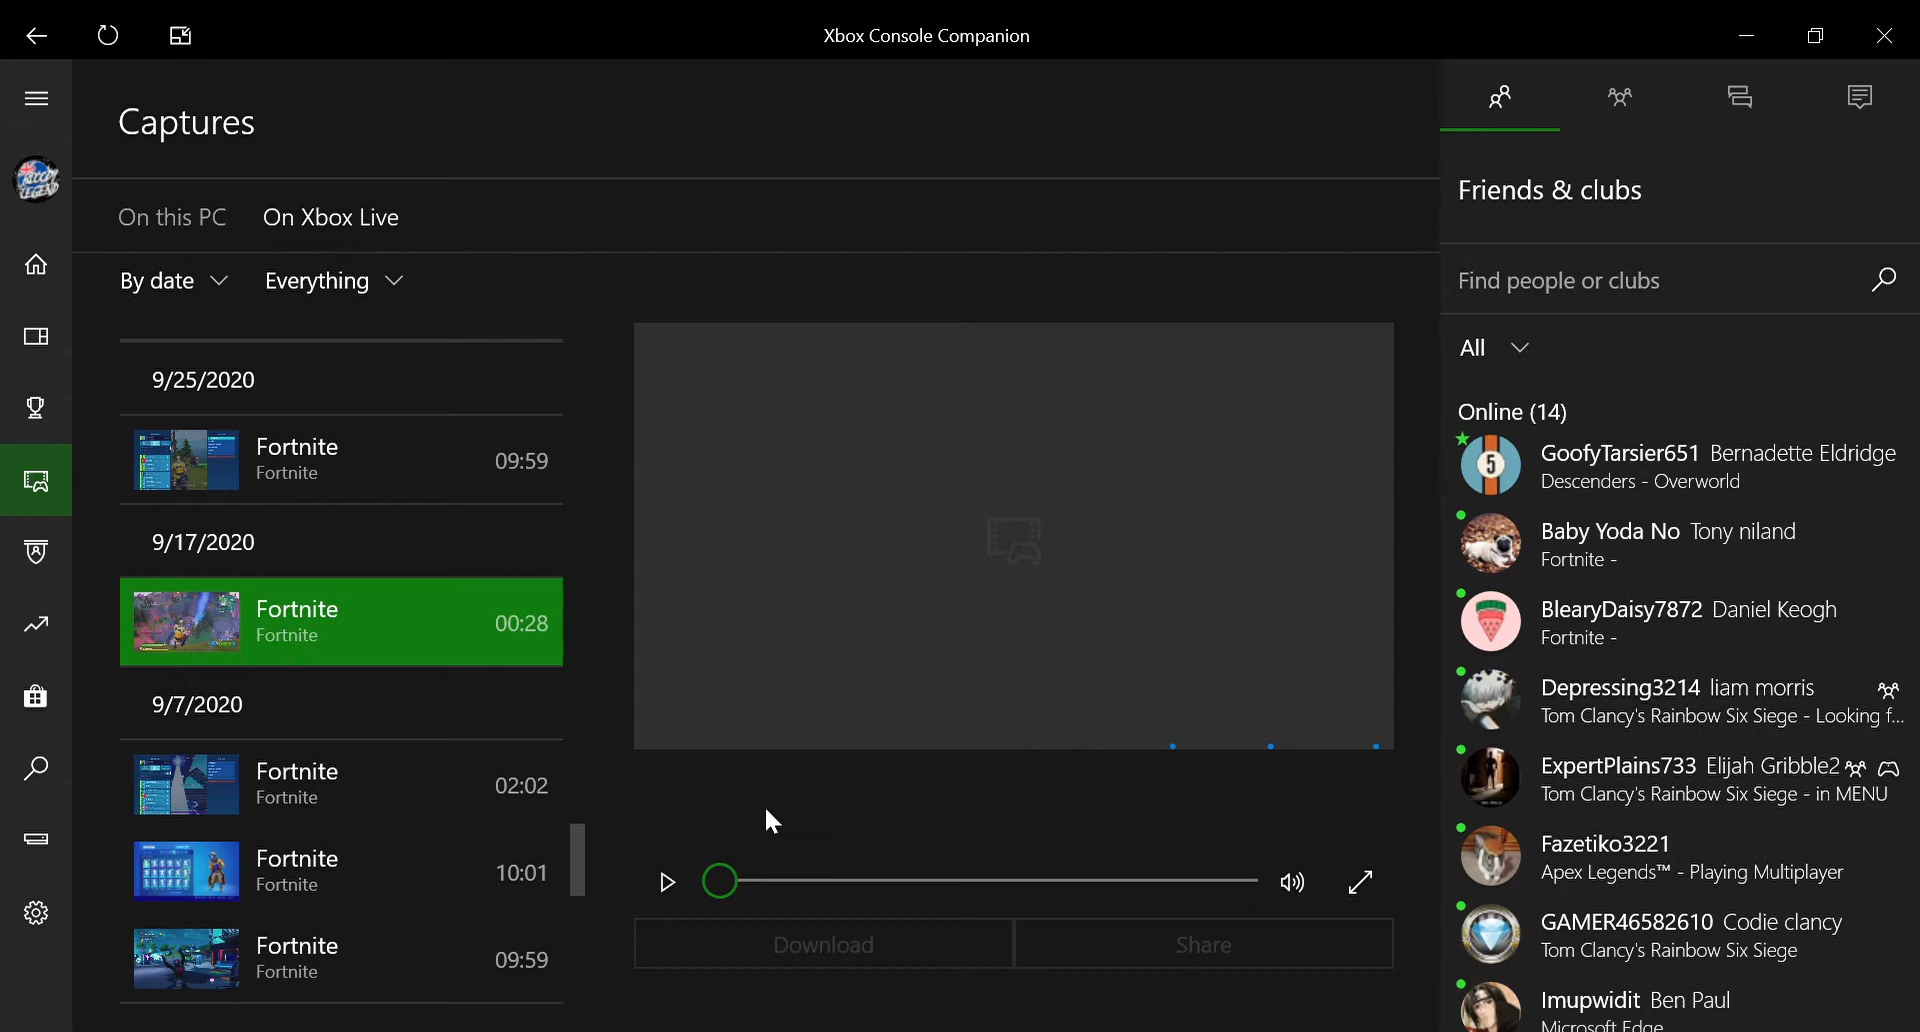 Xbox Console Companion
Captures
On this PC
On Xbox Live
By date
Everything
9/25/2020
Fortnite
Fortnite
09:59
9/17/2020
Fortnite
Fortnite
00:28
9/7/2020
Fortnite
Fortnite
02:02
Fortnite
Fortnite
10:01
Fortnite
Fortnite
09:59
Download
Share
Friends & clubs
Find people or clubs
All
Online (14)
GoofyTarsier651 Bernadette Eldridge
Descenders - Overworld
Baby Yoda No Tony niland
Fortnite -
BlearyDaisy7872 Daniel Keogh
Fortnite -
Depressing3214 liam morris
Tom Clancy's Rainbow Six Siege - Looking f...
ExpertPlains733 Elijah Gribble2
Tom Clancy's Rainbow Six Siege - in MENU
Fazetiko3221
Apex Legends™ - Playing Multiplayer
GAMER46582610 Codie clancy
Tom Clancy's Rainbow Six Siege
Imupwidit Ben Paul
Microsoft Edge
BLOODY
LEGEND
5